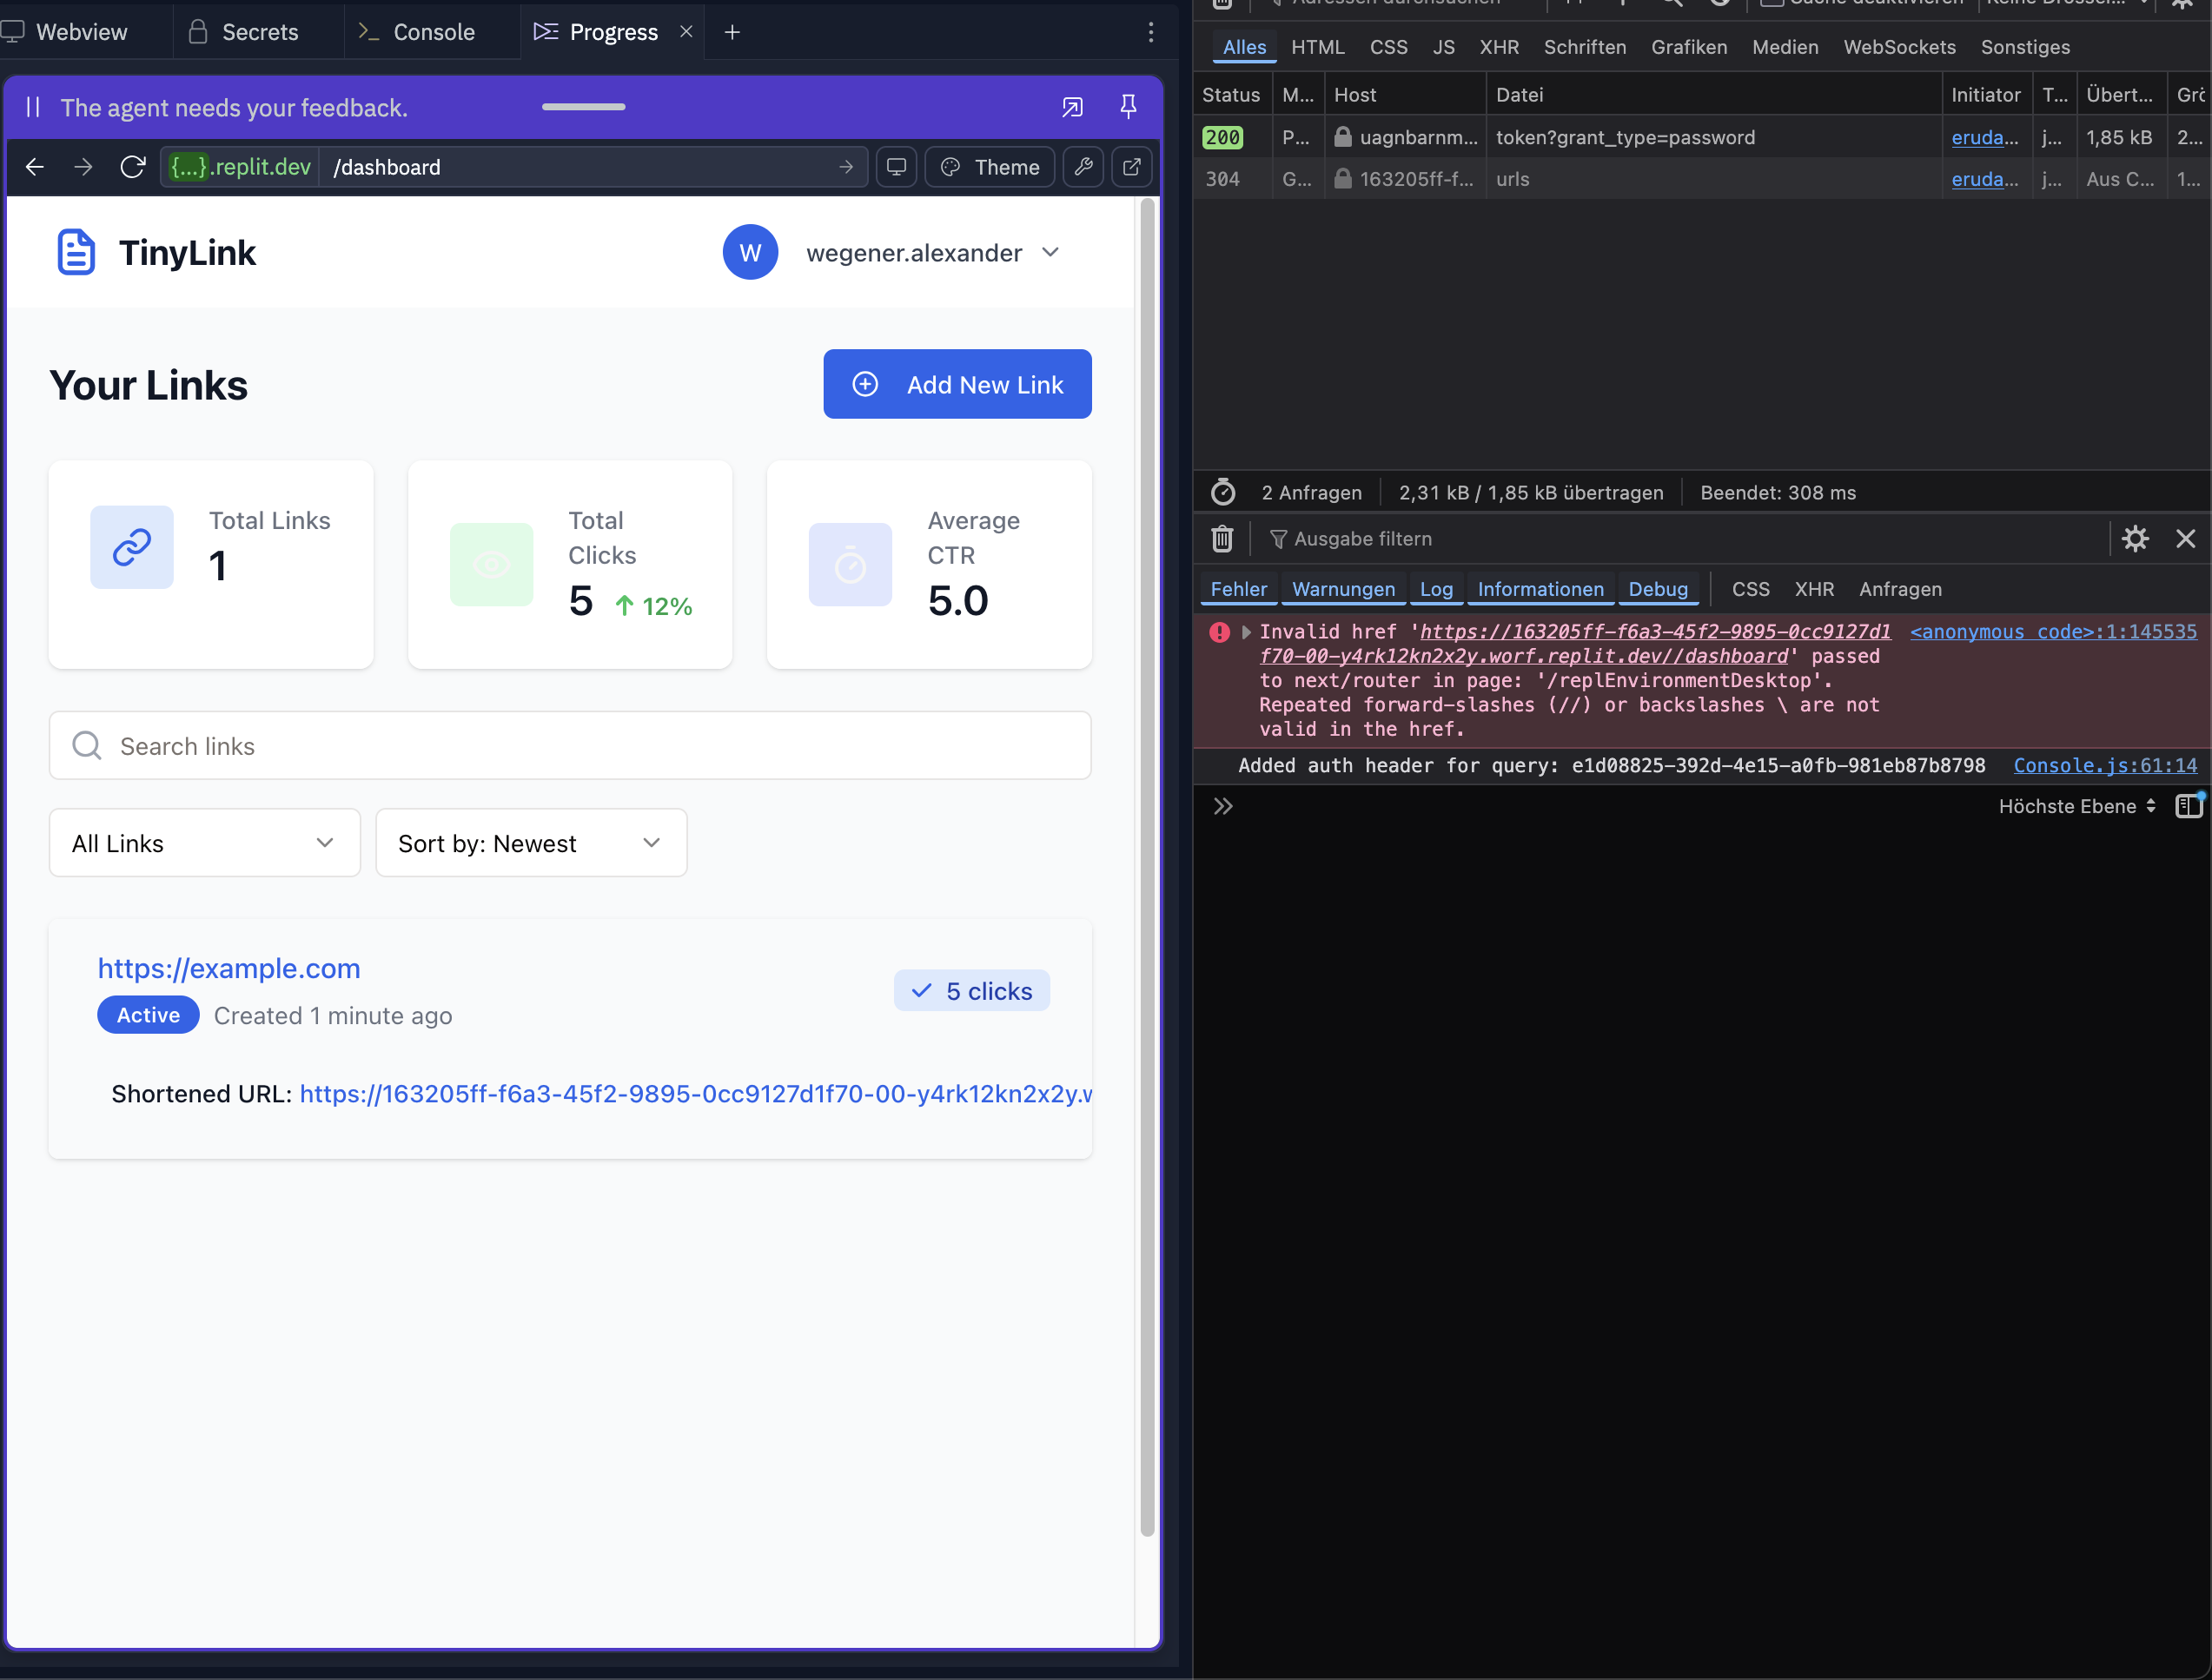 Webview
Secrets
Console
Progress
The agent needs your feedback.
{...}.replit.dev
/dashboard
Theme
TinyLink
W
wegener.alexander
Your Links
Add New Link
Total Links
1
Total
Clicks
5
12%
Average
CTR
5.0
Search links
All Links
Sort by: Newest
https://example.com
Active
Created 1 minute ago
5 clicks
Shortened URL: https://163205ff-f6a3-45f2-9895-0cc9127d1f70-00-y4rk12kn2x2y.
Adressen durchsuchen
Cache deaktivieren
Keine Drossel...
Alles HTML CSS JS XHR Schriften Grafiken Medien WebSockets Sonstiges
Status M... Host Datei Initiator T... Übert... Grö
200 P... uagnbarnm... token?grant_type=password eruda... j... 1,85 kB 2...
304 G... 163205ff-f... urls eruda... j... Aus C... 1...
2 Anfragen 2,31 kB / 1,85 kB übertragen Beendet: 308 ms
Ausgabe filtern
Fehler Warnungen Log Informationen Debug CSS XHR Anfragen
Invalid href 'https://163205ff-f6a3-45f2-9895-0cc9127d1 <anonymous code>:1:145535
f70-00-y4rk12kn2x2y.worf.replit.dev//dashboard' passed
to next/router in page: '/replEnvironmentDesktop'.
Repeated forward-slashes (//) or backslashes \ are not
valid in the href.
Added auth header for query: e1d08825-392d-4e15-a0fb-981eb87b8798 Console.js:61:14
Höchste Ebene